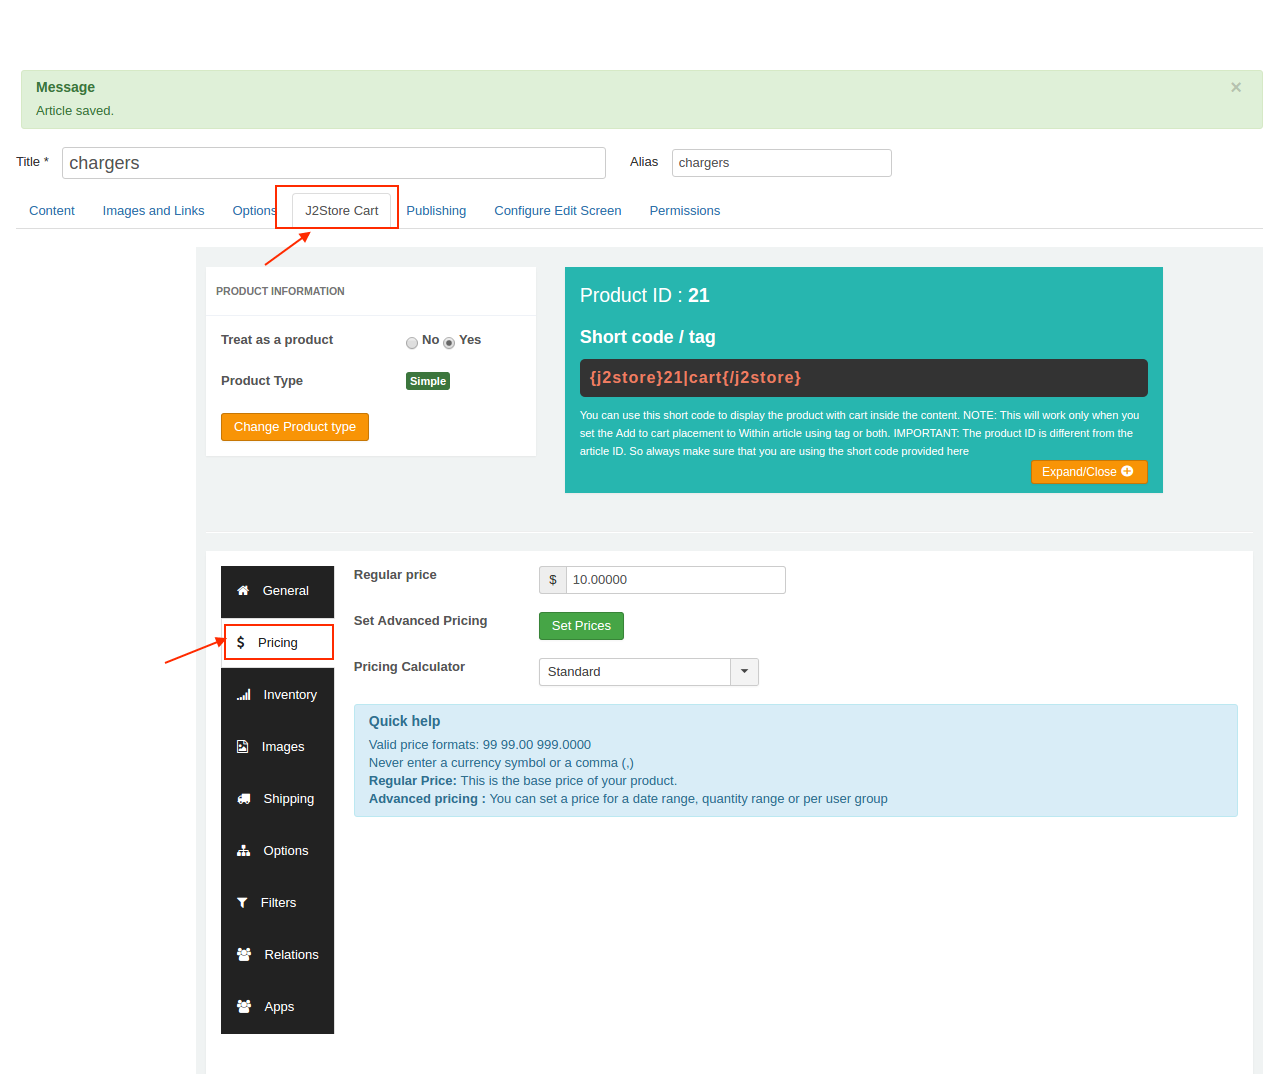 Message
×
Article saved.
Title * chargers Alias chargers
Content Images and Links Options J2Store Cart Publishing Configure Edit Screen Permissions
PRODUCT INFORMATION
Treat as a product No Yes
Product Type Simple
Change Product type
Product ID : 21
Short code / tag
{j2store}21|cart{/j2store}
You can use this short code to display the product with cart inside the content. NOTE: This will work only when you
set the Add to cart placement to Within article using tag or both. IMPORTANT: The product ID is different from the
article ID. So always make sure that you are using the short code provided here
Expand/Close
General
Pricing
Inventory
Images
Shipping
Options
Filters
Relations
Apps
Regular price $ 10.00000
Set Advanced Pricing Set Prices
Pricing Calculator Standard
Quick help
Valid price formats: 99 99.00 999.0000
Never enter a currency symbol or a comma (,)
Regular Price: This is the base price of your product.
Advanced pricing : You can set a price for a date range, quantity range or per user group